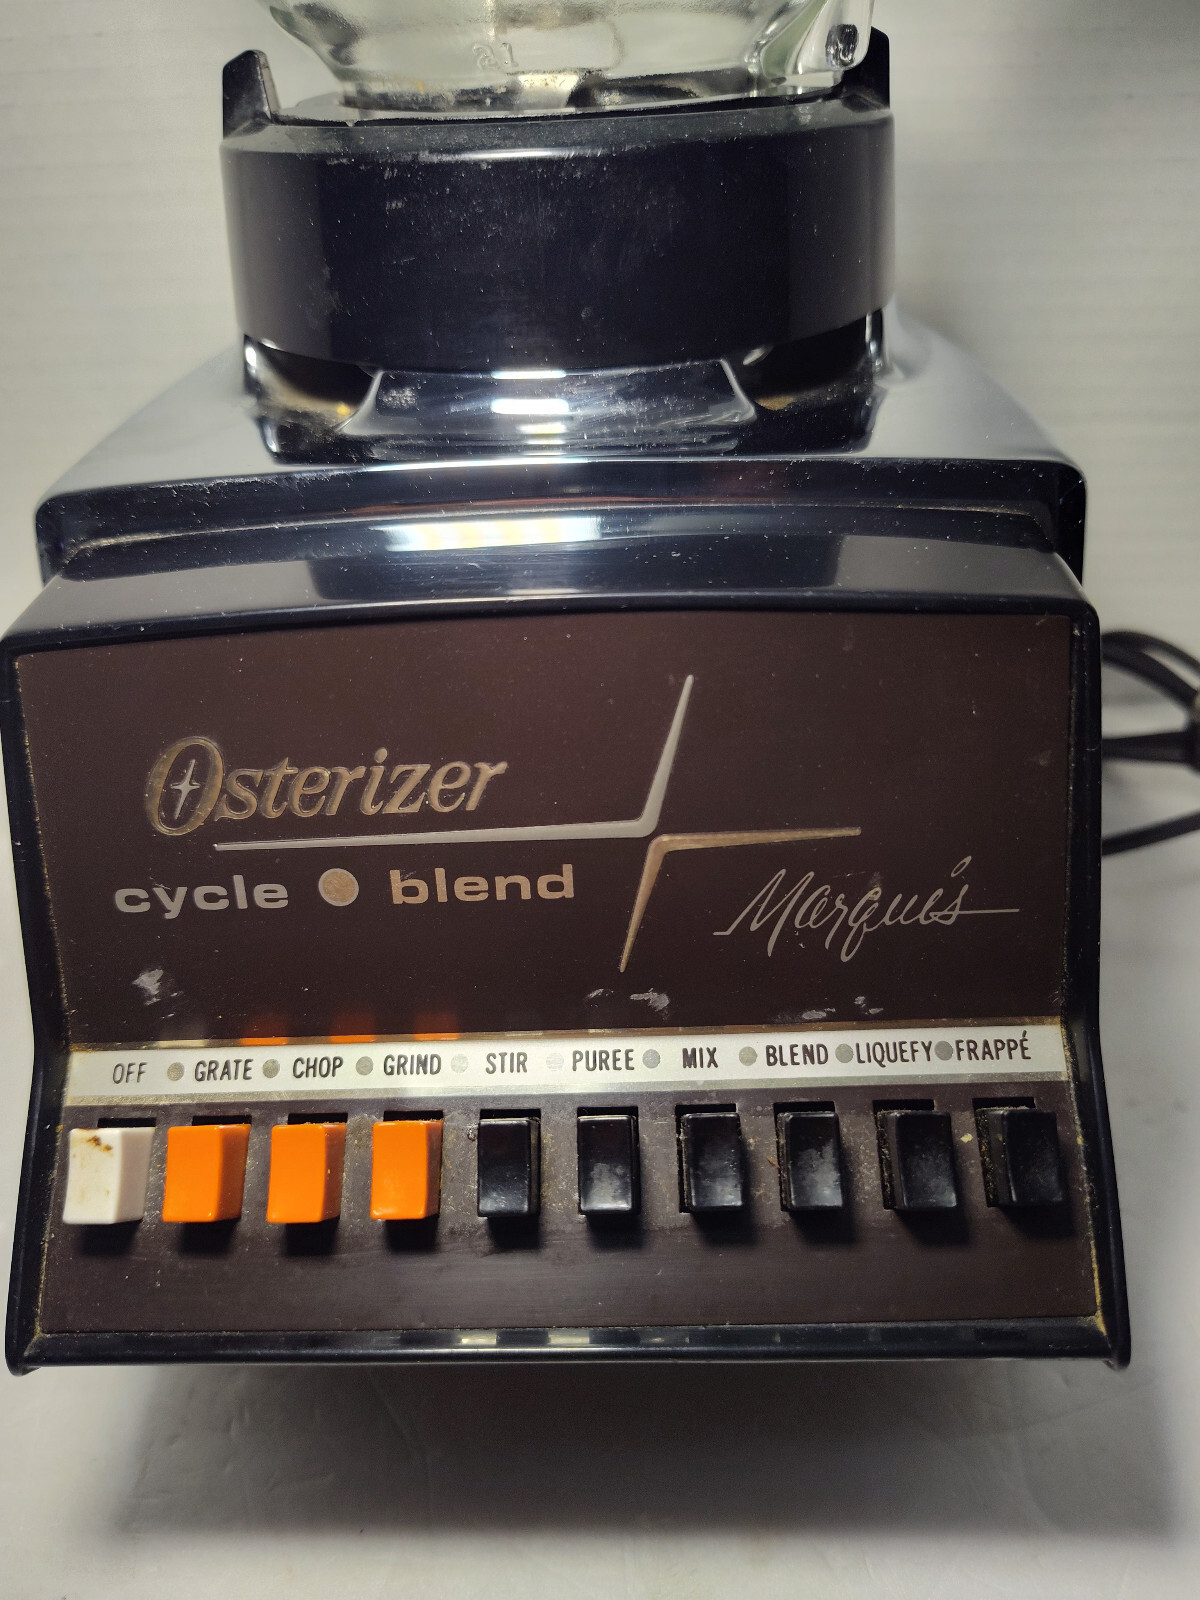 Osterizer
cycle blend
Marquis
OFF GRATE CHOP GRIND STIR PUREE MIX BLEND LIQUEFY FRAPPÉ